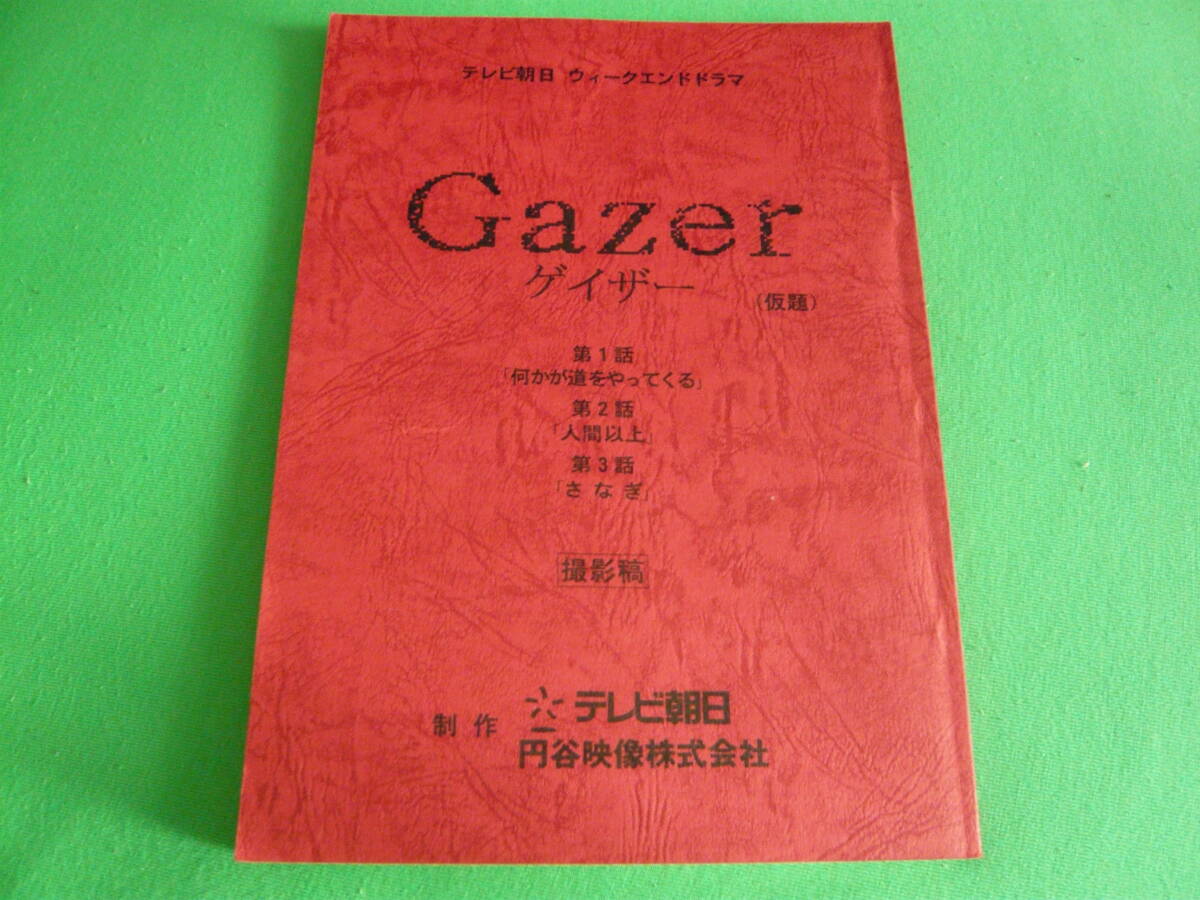 テレビ朝日 ウィークエンドドラマ
Gazer
ゲイザー
(仮題)
第1話
「何かが道をやってくる」
第2話
「人間以上」
第3話
「さなぎ」
撮影稿
制作 テレビ朝日
円谷映像株式会社